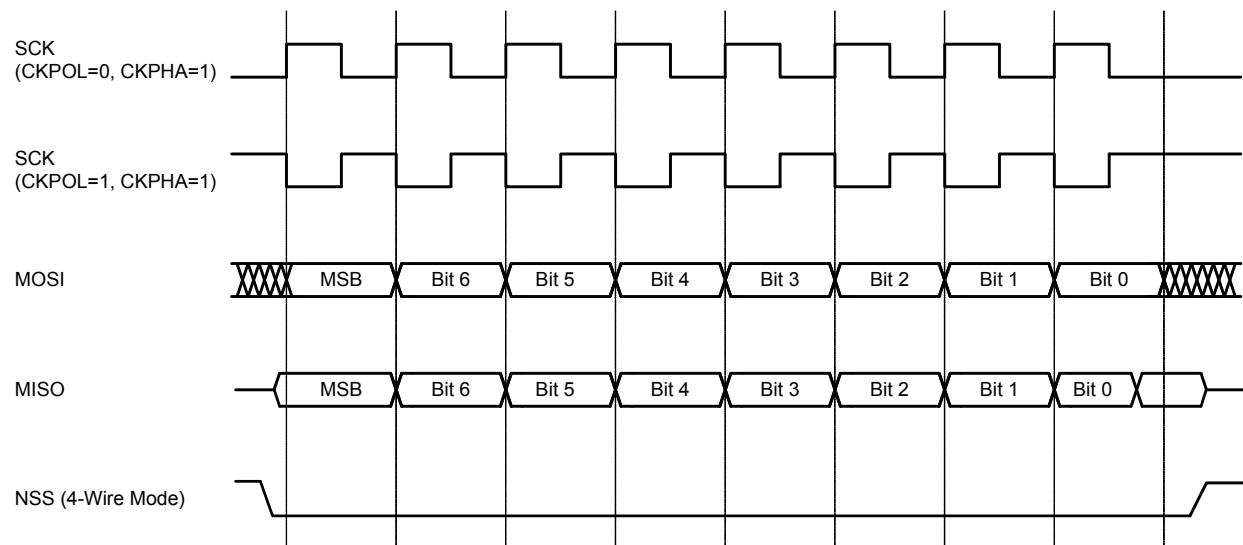 SCK
(CKPOL=0, CKPHA=1)
SCK
(CKPOL=1, CKPHA=1)
MOSI
MSB Bit 6 Bit 5 Bit 4 Bit 3 Bit 2 Bit 1 Bit 0
MISO
MSB Bit 6 Bit 5 Bit 4 Bit 3 Bit 2 Bit 1 Bit 0
NSS (4-Wire Mode)